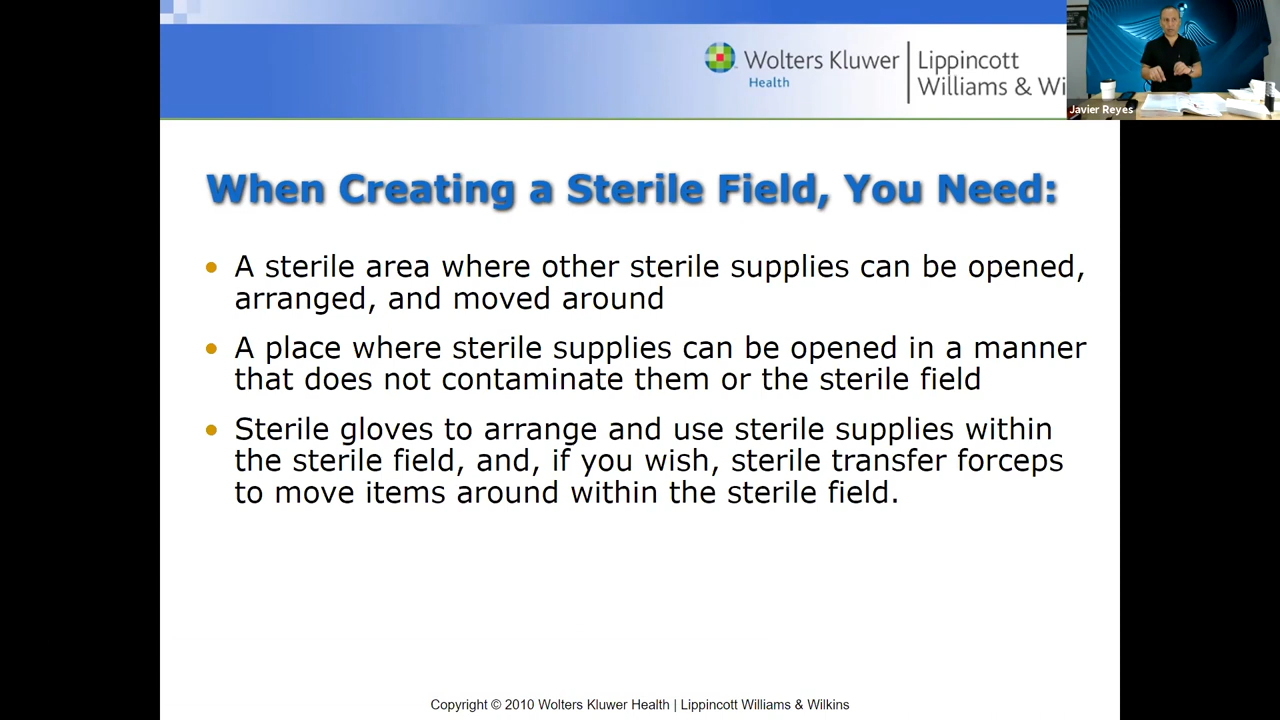 Wolters Kluwer
Health
Lippincott
Williams & Wi
Javier Reyes
When Creating a Sterile Field, You Need:
• A sterile area where other sterile supplies can be opened,
arranged, and moved around
• A place where sterile supplies can be opened in a manner
that does not contaminate them or the sterile field
• Sterile gloves to arrange and use sterile supplies within
the sterile field, and, if you wish, sterile transfer forceps
to move items around within the sterile field.
Copyright © 2010 Wolters Kluwer Health | Lippincott Williams & Wilkins